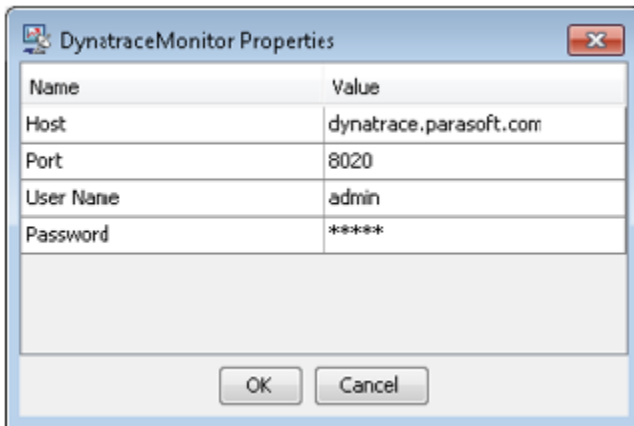 DynatraceMonitor Properties
Name Value
Host dynatrace.parasoft.com
Port 8020
User Name admin
Password *****
OK Cancel